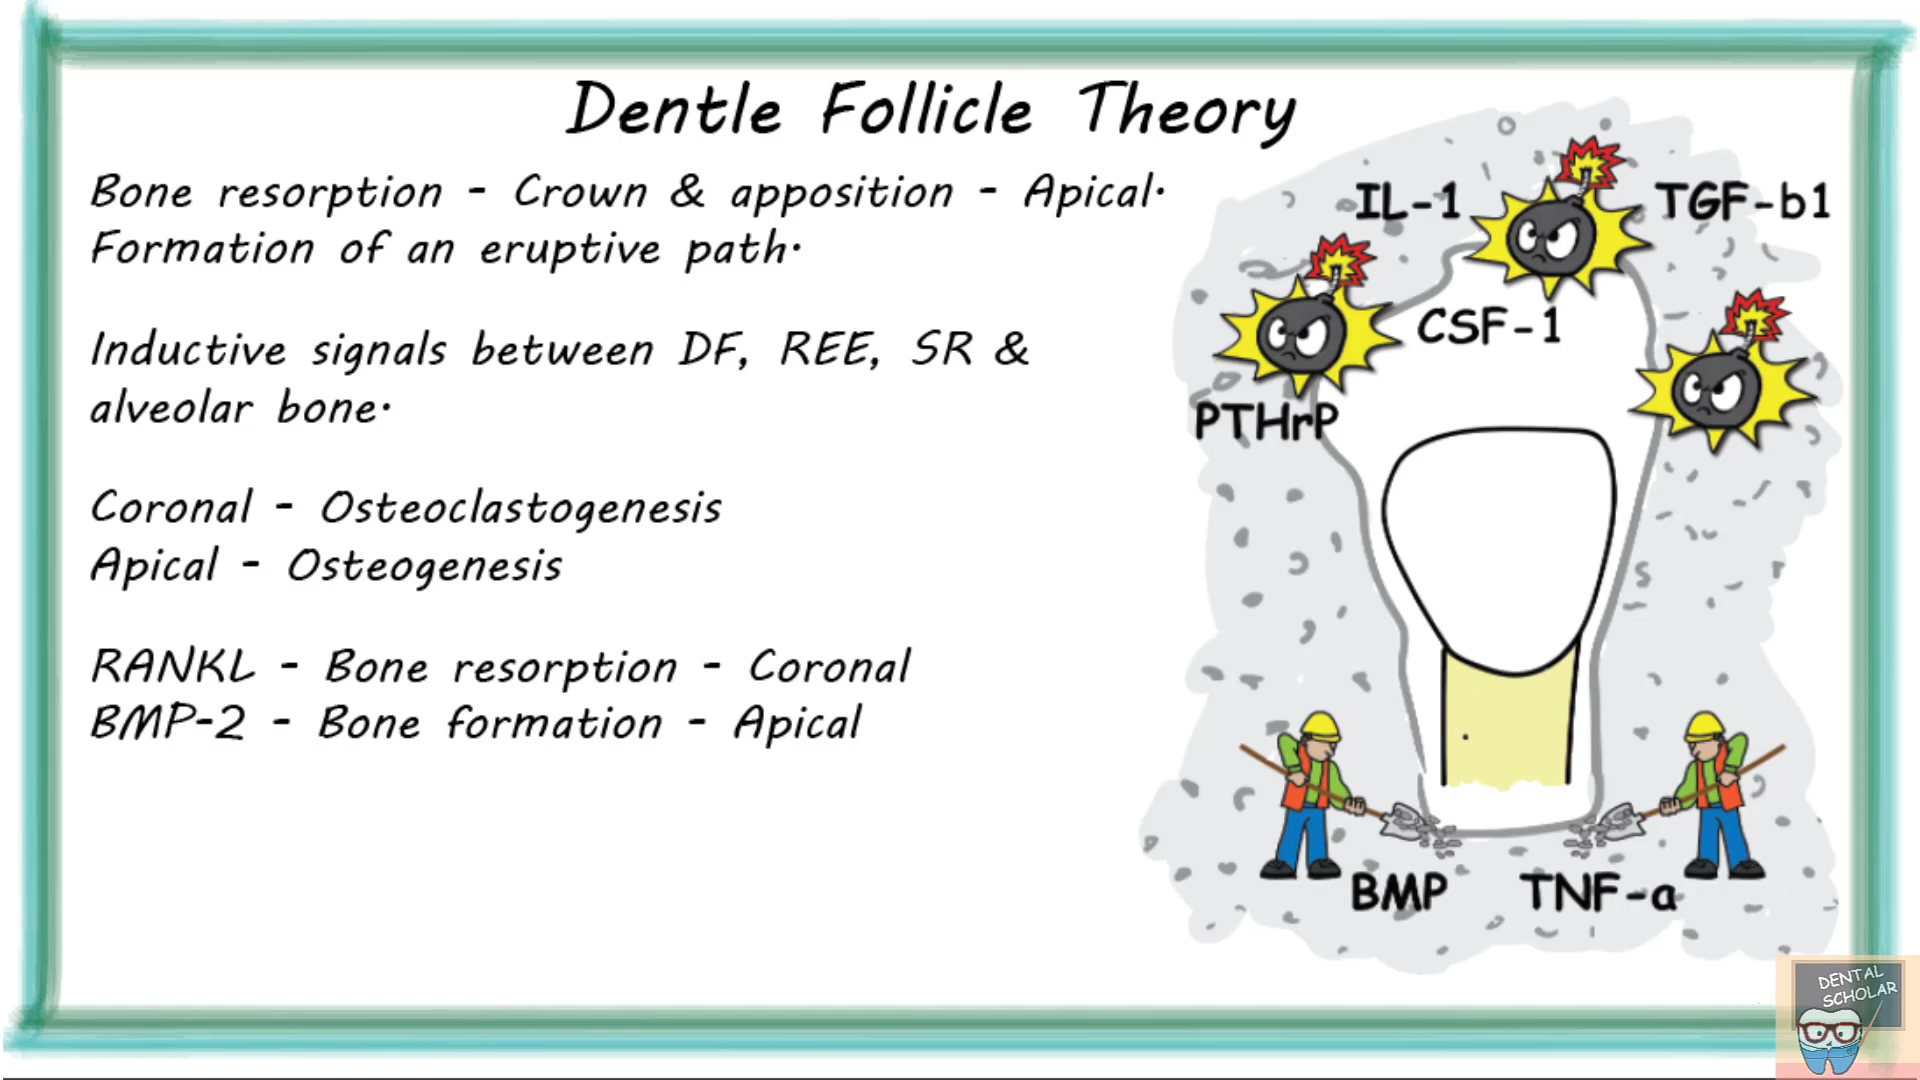 Dentle Follicle Theory
Bone resorption - Crown & apposition - Apical.
Formation of an eruptive path.
Inductive signals between DF, REE, SR &
alveolar bone.
Coronal - Osteoclastogenesis
Apical - Osteogenesis
RANKL - Bone resorption - Coronal
BMP-2 - Bone formation - Apical
IL-1
TGF-b1
CSF-1
PTHrP
BMP
TNF-a
DENTAL
SCHOLAR